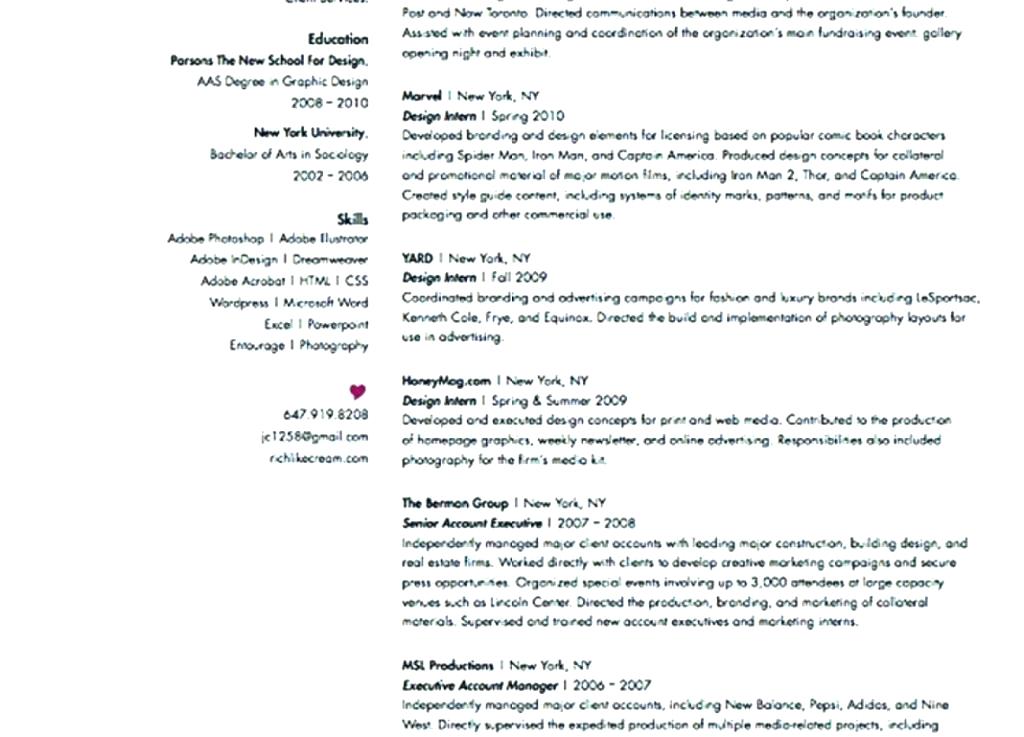 Client Services.
Education
Parsons The New School For Design.
AAS Degree in Graphic Design
2008 – 2010
New York University.
Bachelor of Arts in Sociology
2002 – 2006
Skills
Adobe Photoshop | Adobe Illustrator
Adobe InDesign | Dreamweaver
Adobe Acrobat | HTML | CSS
Wordpress | Microsoft Word
Excel | Powerpoint
Entourage | Photography
647.919.8208
jc1258@gmail.com
richlikecream.com
Post and Now Toronto. Directed communications between media and the organization's founder.
Assisted with event planning and coordination of the organization's main fundraising event: gallery
opening night and exhibit.
Marvel | New York, NY
Design Intern | Spring 2010
Developed branding and design elements for licensing based on popular comic book characters
including Spider Man, Iron Man, and Captain America. Produced design concepts for collateral
and promotional material of major motion films, including Iron Man 2, Thor, and Captain America.
Created style guide content, including systems of identity marks, patterns, and motifs for product
packaging and other commercial use.
YARD | New York, NY
Design Intern | Fall 2009
Coordinated branding and advertising campaigns for fashion and luxury brands including LeSportsac,
Kenneth Cole, Frye, and Equinox. Directed the build and implementation of photography layouts for
use in advertising.
HoneyMag.com | New York, NY
Design Intern | Spring & Summer 2009
Developed and executed design concepts for print and web media. Contributed to the production
of homepage graphics, weekly newsletter, and online advertising. Responsibilities also included
photography for the firm's media kit.
The Berman Group | New York, NY
Senior Account Executive | 2007 – 2008
Independently managed major client accounts with leading major construction, building design, and
real estate firms. Worked directly with clients to develop creative marketing campaigns and secure
press opportunities. Organized special events involving up to 3,000 attendees at large capacity
venues such as Lincoln Center. Directed the production, branding, and marketing of collateral
materials. Supervised and trained new account executives and marketing interns.
MSL Productions | New York, NY
Executive Account Manager | 2006 – 2007
Independently managed major client accounts, including New Balance, Pepsi, Adidas, and Nine
West. Directly supervised the expedited production of multiple media-related projects, including